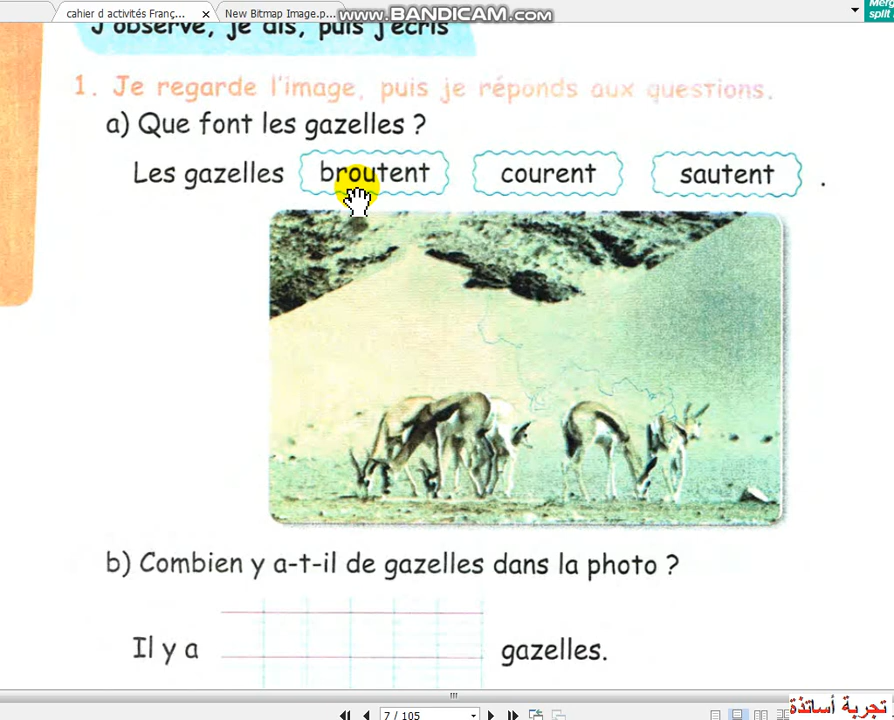 cahier d activités Franç... × New Bitmap Image.p...
www.BANDICAM.com
Merg
split
J'observe, je dis, puis j'écris
1. Je regarde l'image, puis je réponds aux questions.
a) Que font les gazelles ?
Les gazelles broutent courent sautent .
b) Combien y a-t-il de gazelles dans la photo ?
Il y a gazelles.
7 / 105
تجربة أساتذة